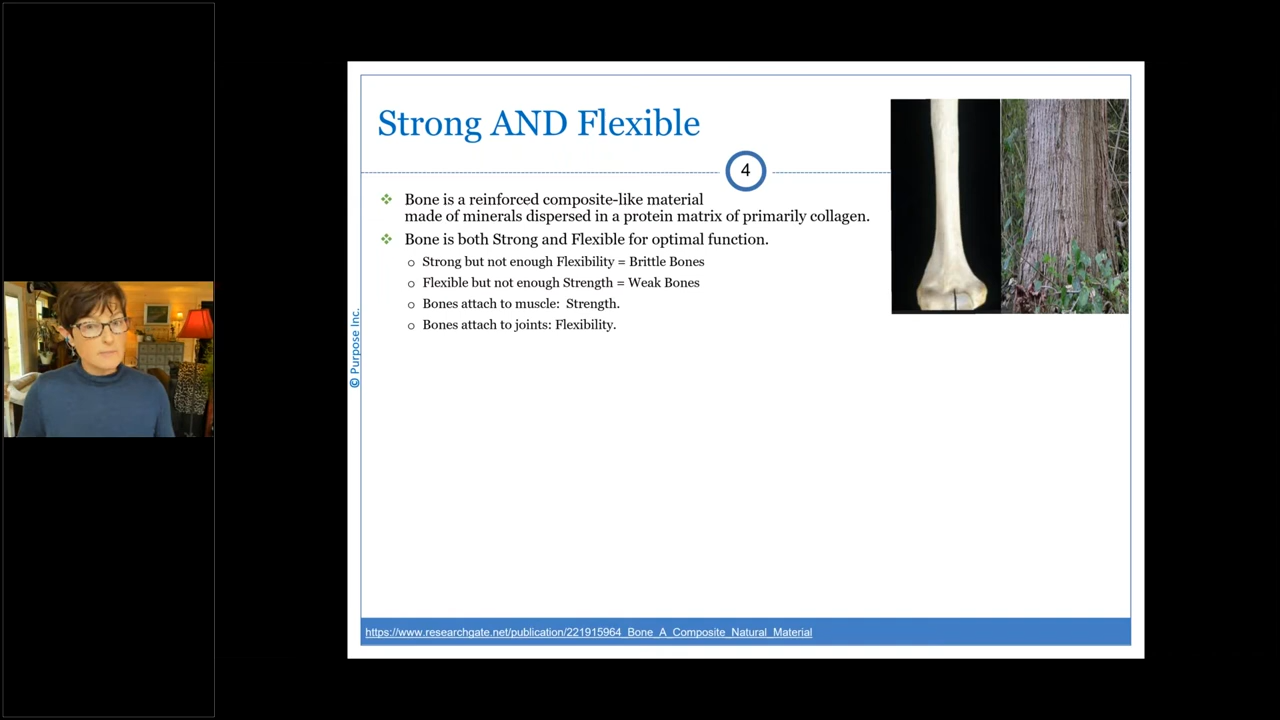 Strong AND Flexible
4
Bone is a reinforced composite-like material
made of minerals dispersed in a protein matrix of primarily collagen.
Bone is both Strong and Flexible for optimal function.
Strong but not enough Flexibility = Brittle Bones
Flexible but not enough Strength = Weak Bones
Bones attach to muscle:  Strength.
Bones attach to joints: Flexibility.
© Purpose Inc.
https://www.researchgate.net/publication/221915964_Bone_A_Composite_Natural_Material